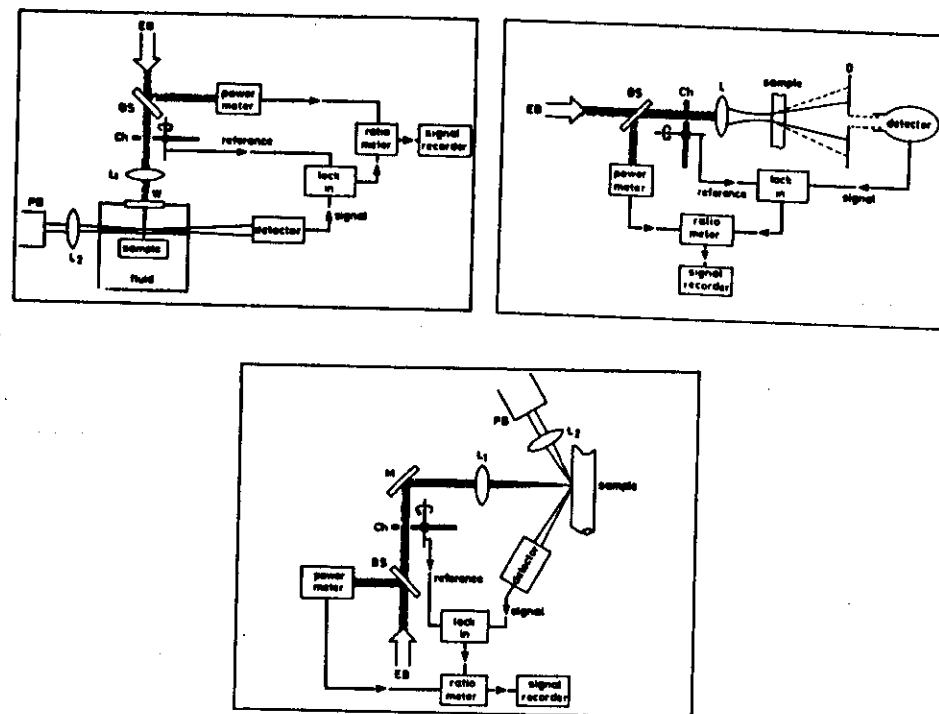 EB
BS
power
meter
Ch
reference
ratio
meter
signal
recorder
lock
in
L₁
W
PB
L2
sample
fluid
detector
signal
EB
BS
Ch
L
sample
D
detector
power
meter
reference
lock
in
signal
ratio
meter
signal
recorder
PB
L2
M
L1
sample
Ch
detector
BS
power
meter
reference
signal
lock
in
EB
ratio
meter
signal
recorder